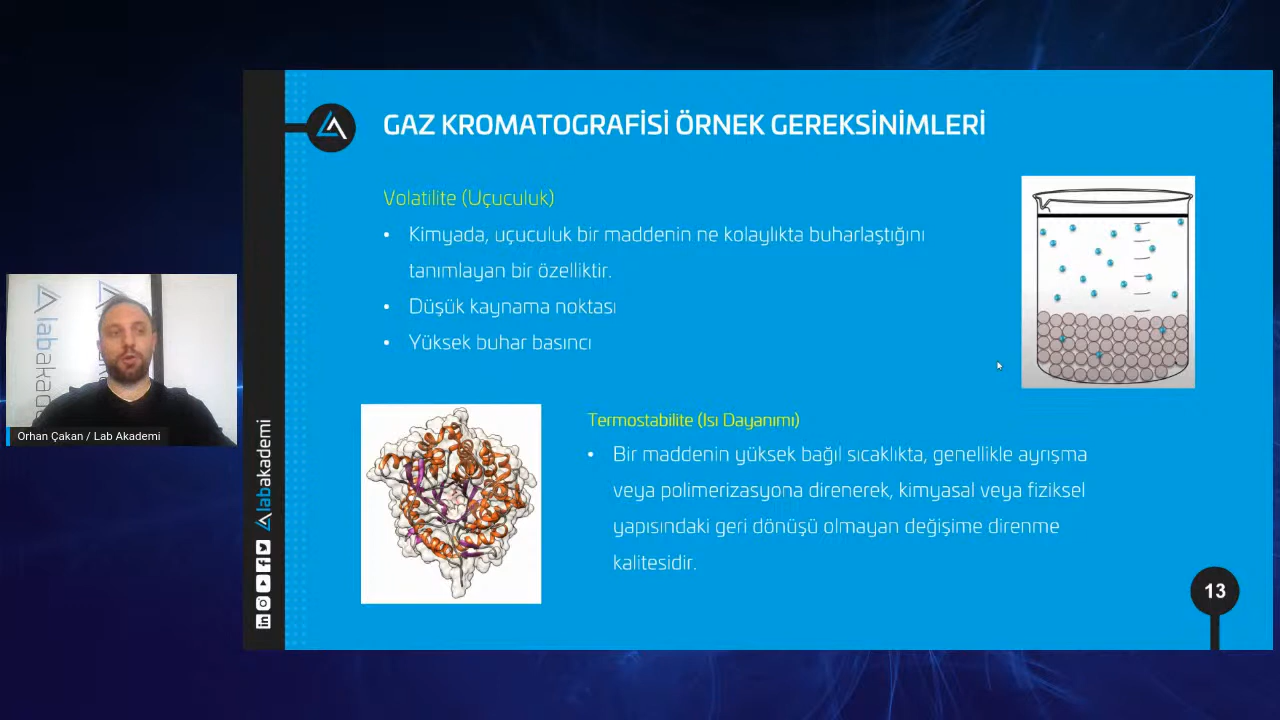 GAZ KROMATOGRAFİSİ ÖRNEK GEREKSİNİMLERİ
Volatilite (Uçuculuk)
• Kimyada, uçuculuk bir maddenin ne kolaylıkta buharlaştığını
tanımlayan bir özelliktir.
• Düşük kaynama noktası
• Yüksek buhar basıncı
Termostabilite (Isı Dayanımı)
• Bir maddenin yüksek bağıl sıcaklıkta, genellikle ayrışma
veya polimerizasyona direnerek, kimyasal veya fiziksel
yapısındaki geri dönüşü olmayan değişime direnme
kalitesidir.
13
labakademi
labakade
Orhan Çakan / Lab Akademi